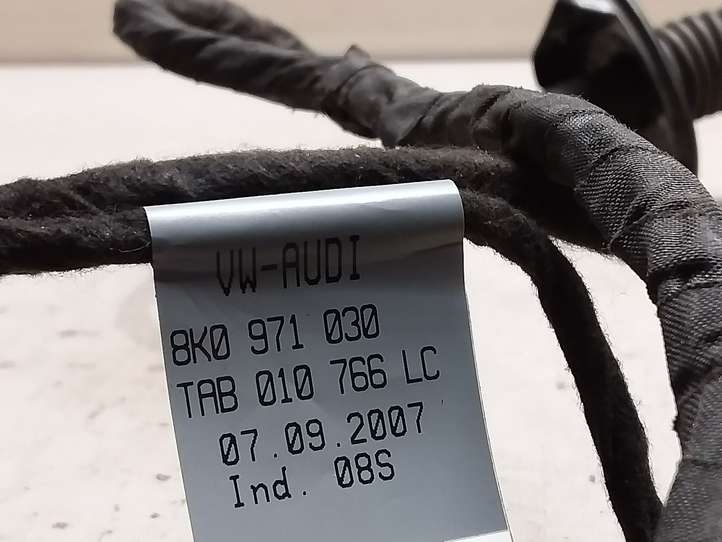 VW-AUDI
8K0 971 030
TAB 010 766 LC
07.09.2007
Ind. 08S